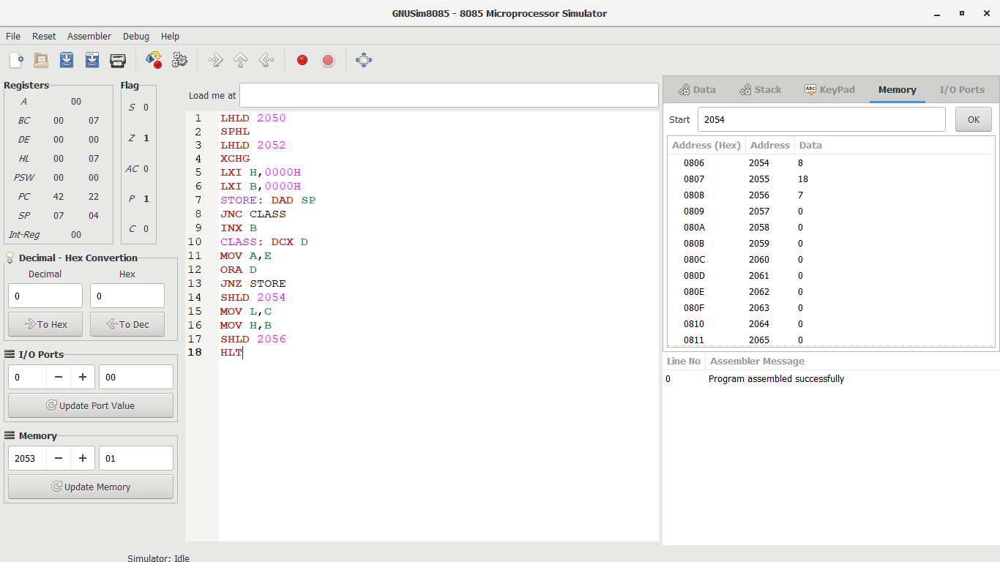 GNUSim8085 - 8085 Microprocessor Simulator
File Reset Assembler Debug Help
Registers
A 00
BC 00 07
DE 00 00
HL 00 07
PSW 00 00
PC 42 22
SP 07 04
Int-Reg 00
Flag
S 0
Z 1
AC 0
P 1
C 0
Decimal - Hex Convertion
Decimal Hex
0 0
To Hex To Dec
I/O Ports
0 − + 00
Update Port Value
Memory
2053 − + 01
Update Memory
Load me at
1 LHLD 2050
2 SPHL
3 LHLD 2052
4 XCHG
5 LXI H,0000H
6 LXI B,0000H
7 STORE: DAD SP
8 JNC CLASS
9 INX B
10 CLASS: DCX D
11 MOV A,E
12 ORA D
13 JNZ STORE
14 SHLD 2054
15 MOV L,C
16 MOV H,B
17 SHLD 2056
18 HLT
Data Stack Abc KeyPad Memory I/O Ports
Start 2054 OK
Address (Hex) Address Data
0806 2054 8
0807 2055 18
0808 2056 7
0809 2057 0
080A 2058 0
080B 2059 0
080C 2060 0
080D 2061 0
080E 2062 0
080F 2063 0
0810 2064 0
0811 2065 0
Line No Assembler Message
0 Program assembled successfully
Simulator: Idle